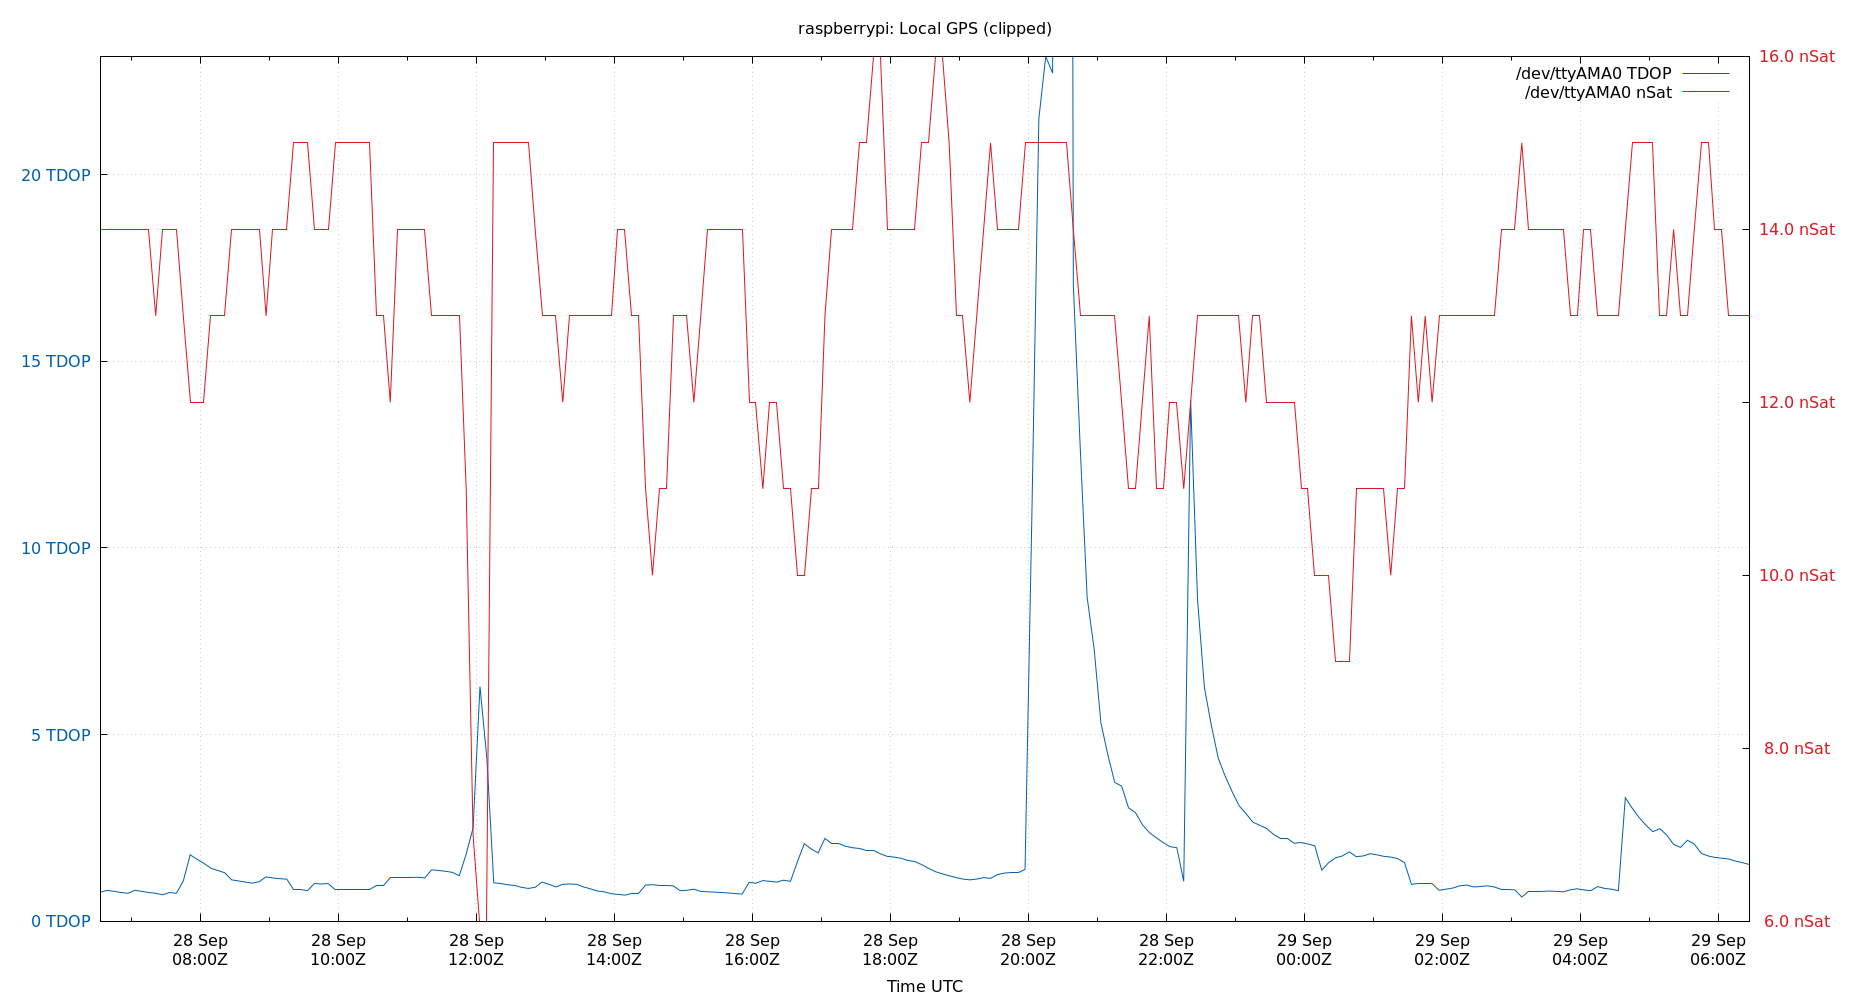 raspberrypi: Local GPS (clipped)
/dev/ttyAMA0 TDOP
/dev/ttyAMA0 nSat
20 TDOP
15 TDOP
10 TDOP
5 TDOP
0 TDOP
16.0 nSat
14.0 nSat
12.0 nSat
10.0 nSat
8.0 nSat
6.0 nSat
28 Sep 28 Sep 28 Sep 28 Sep 28 Sep 28 Sep 28 Sep 28 Sep 29 Sep 29 Sep 29 Sep 29 Sep
08:00Z 10:00Z 12:00Z 14:00Z 16:00Z 18:00Z 20:00Z 22:00Z 00:00Z 02:00Z 04:00Z 06:00Z
Time UTC